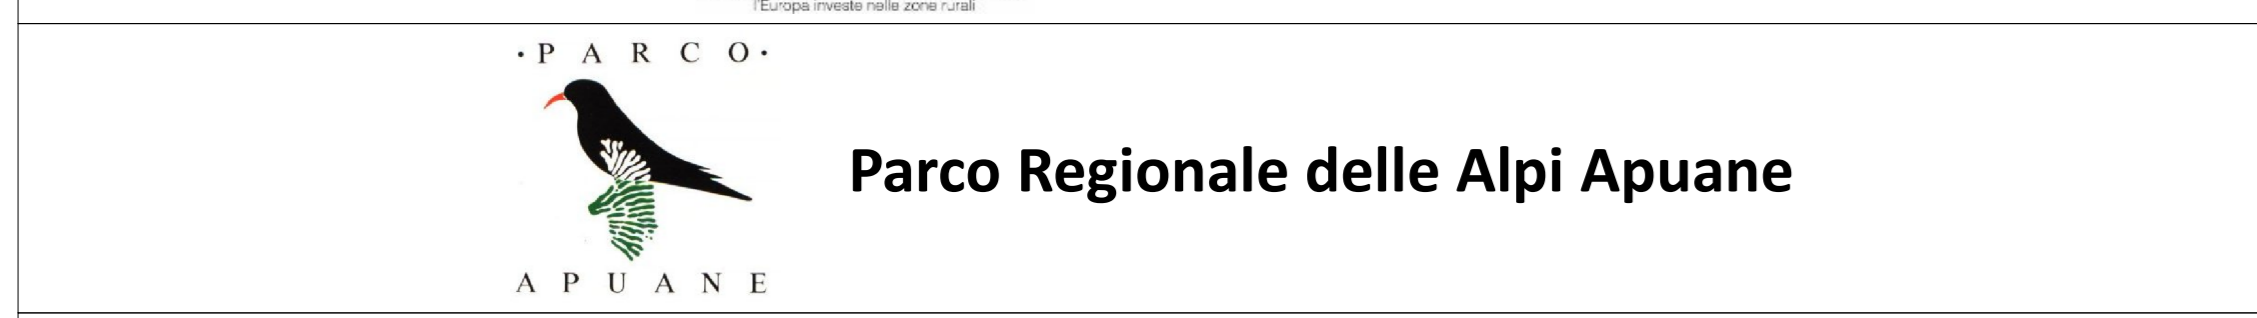 l'Europa investe nelle zone rurali
· P A R C O ·
Parco Regionale delle Alpi Apuane
A P U A N E